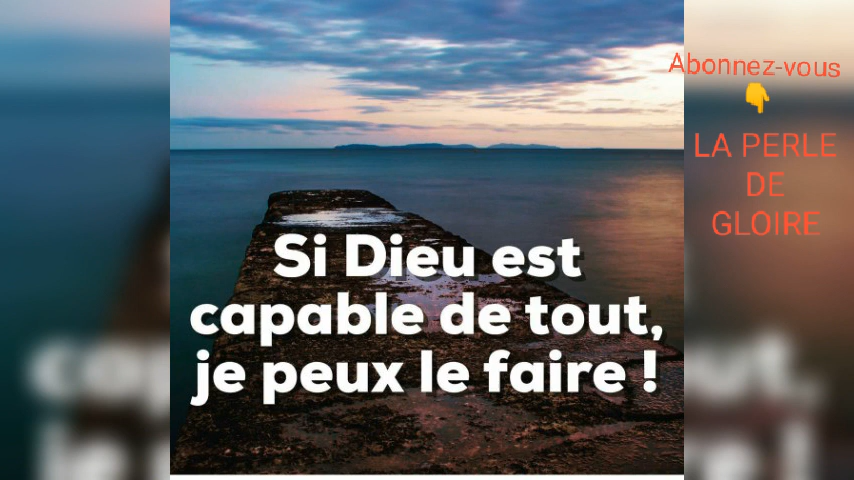 Si Dieu est
capable de tout,
je peux le faire !
Abonnez-vous
👇
LA PERLE
DE
GLOIRE